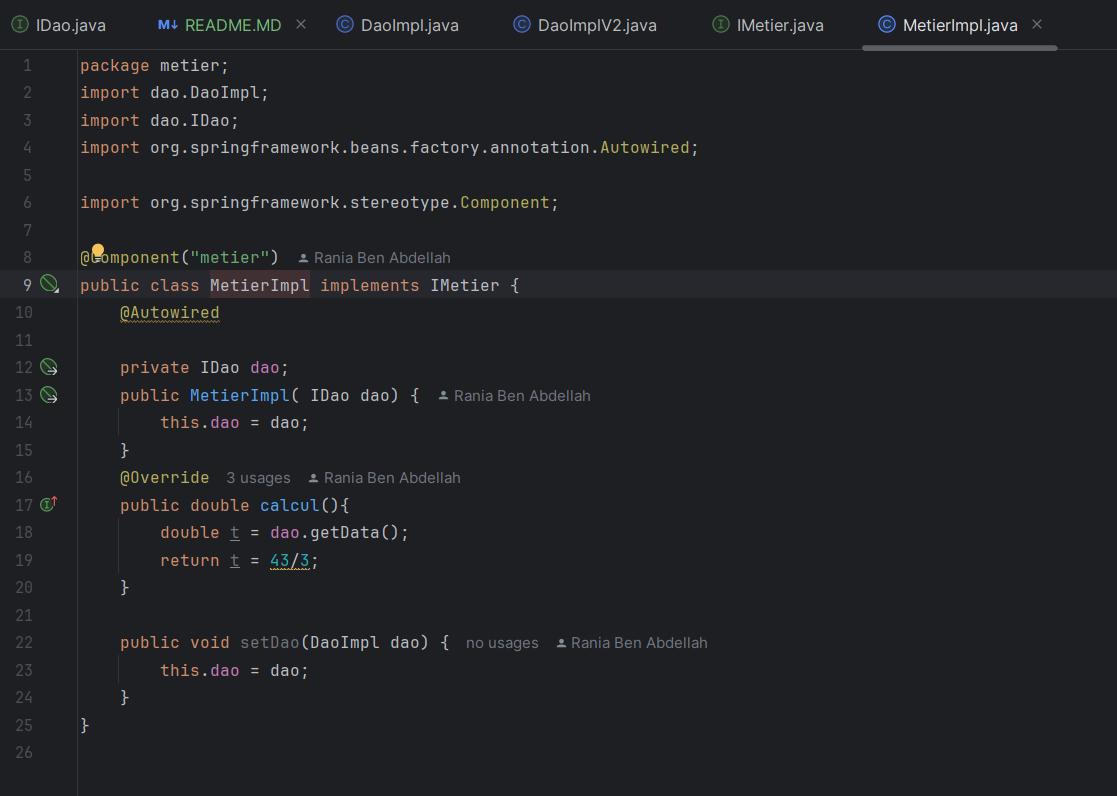 IDao.java M↓ README.MD × DaoImpl.java DaoImplV2.java IMetier.java MetierImpl.java ×
1 package metier;
2 import dao.DaoImpl;
3 import dao.IDao;
4 import org.springframework.beans.factory.annotation.Autowired;
5
6 import org.springframework.stereotype.Component;
7
8 @Component("metier") Rania Ben Abdellah
9 public class MetierImpl implements IMetier {
10 @Autowired
11
12 private IDao dao;
13 public MetierImpl( IDao dao) { Rania Ben Abdellah
14 this.dao = dao;
15 }
16 @Override 3 usages Rania Ben Abdellah
17 public double calcul(){
18 double t = dao.getData();
19 return t = 43/3;
20 }
21
22 public void setDao(DaoImpl dao) { no usages Rania Ben Abdellah
23 this.dao = dao;
24 }
25 }
26